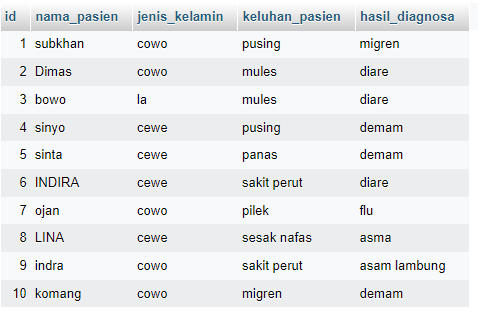 id nama_pasien jenis_kelamin keluhan_pasien hasil_diagnosa
1 subkhan cowo pusing migren
2 Dimas cowo mules diare
3 bowo la mules diare
4 sinyo cewe pusing demam
5 sinta cewe panas demam
6 INDIRA cewe sakit perut diare
7 ojan cowo pilek flu
8 LINA cewe sesak nafas asma
9 indra cowo sakit perut asam lambung
10 komang cowo migren demam